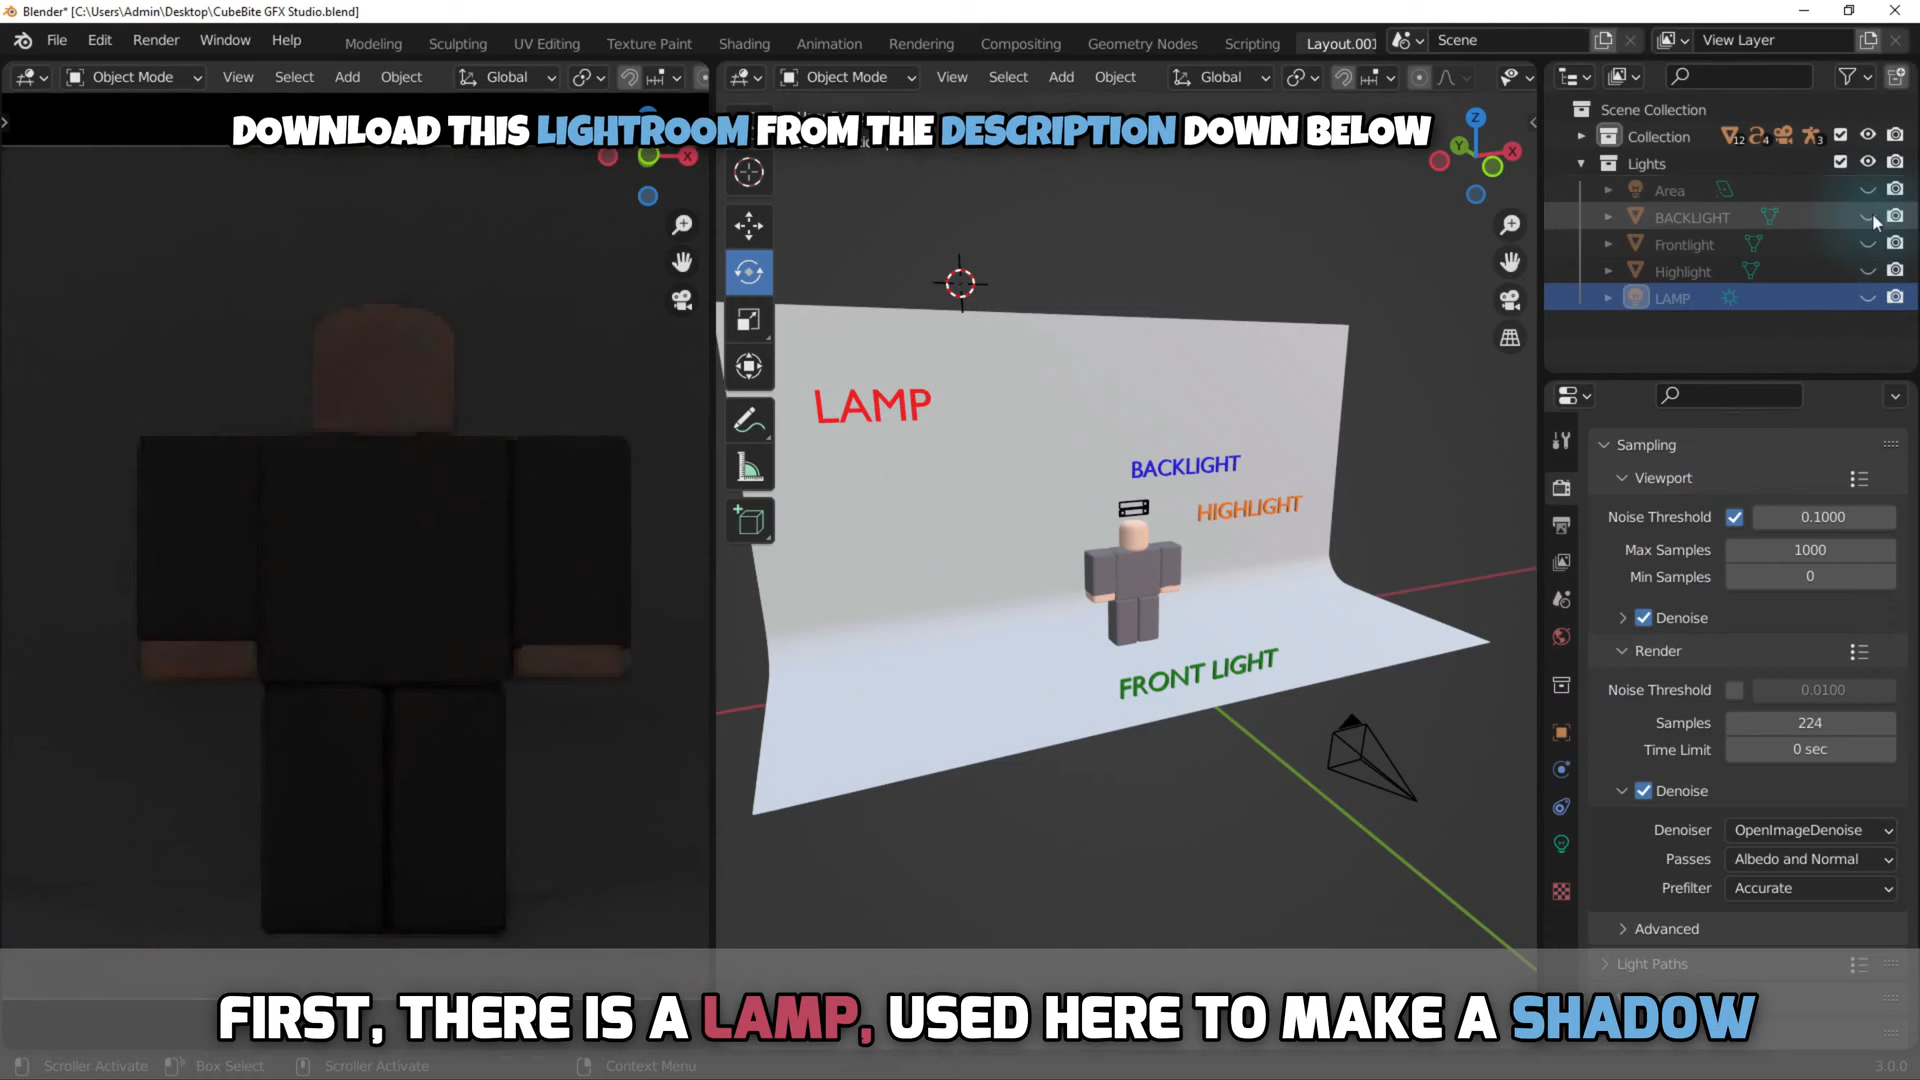 Blender* [C:\Users\Admin\Desktop\CubeBite GFX Studio.blend]
File Edit Render Window Help
Modeling Sculpting UV Editing Texture Paint Shading Animation Rendering Compositing Geometry Nodes Scripting Layout.001
Scene
View Layer
Object Mode View Select Add Object Global
Object Mode View Select Add Object Global
DOWNLOAD THIS LIGHTROOM FROM THE DESCRIPTION DOWN BELOW
X
Z
Y
X
Scene Collection
Collection 12 4 3
Lights
Area
BACKLIGHT
Frontlight
Highlight
LAMP
LAMP
BACKLIGHT
HIGHLIGHT
FRONT LIGHT
Sampling
Viewport
Noise Threshold 0.1000
Max Samples 1000
Min Samples 0
Denoise
Render
Noise Threshold 0.0100
Samples 224
Time Limit 0 sec
Denoise
Denoiser OpenImageDenoise
Passes Albedo and Normal
Prefilter Accurate
Advanced
Light Paths
FIRST, THERE IS A LAMP, USED HERE TO MAKE A SHADOW
Scroller Activate Box Select Scroller Activate Context Menu 3.0.0